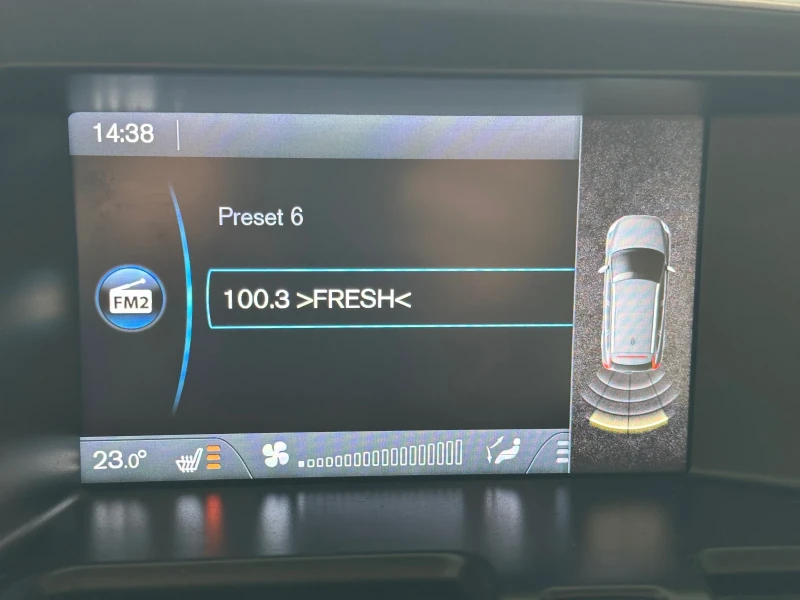 14:38
Preset 6
FM2
100.3 >FRESH<
23.0°